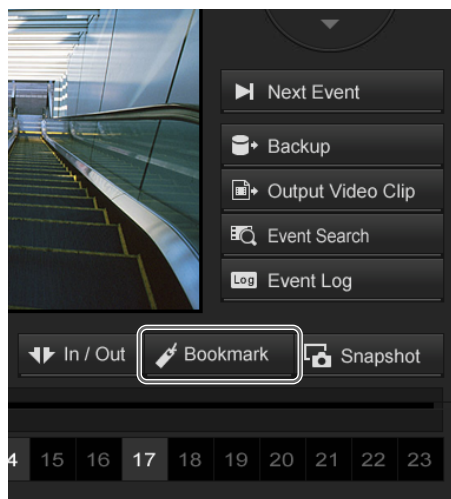 Next Event
Backup
Output Video Clip
Event Search
Log Event Log
In / Out Bookmark Snapshot
4 15 16 17 18 19 20 21 22 23